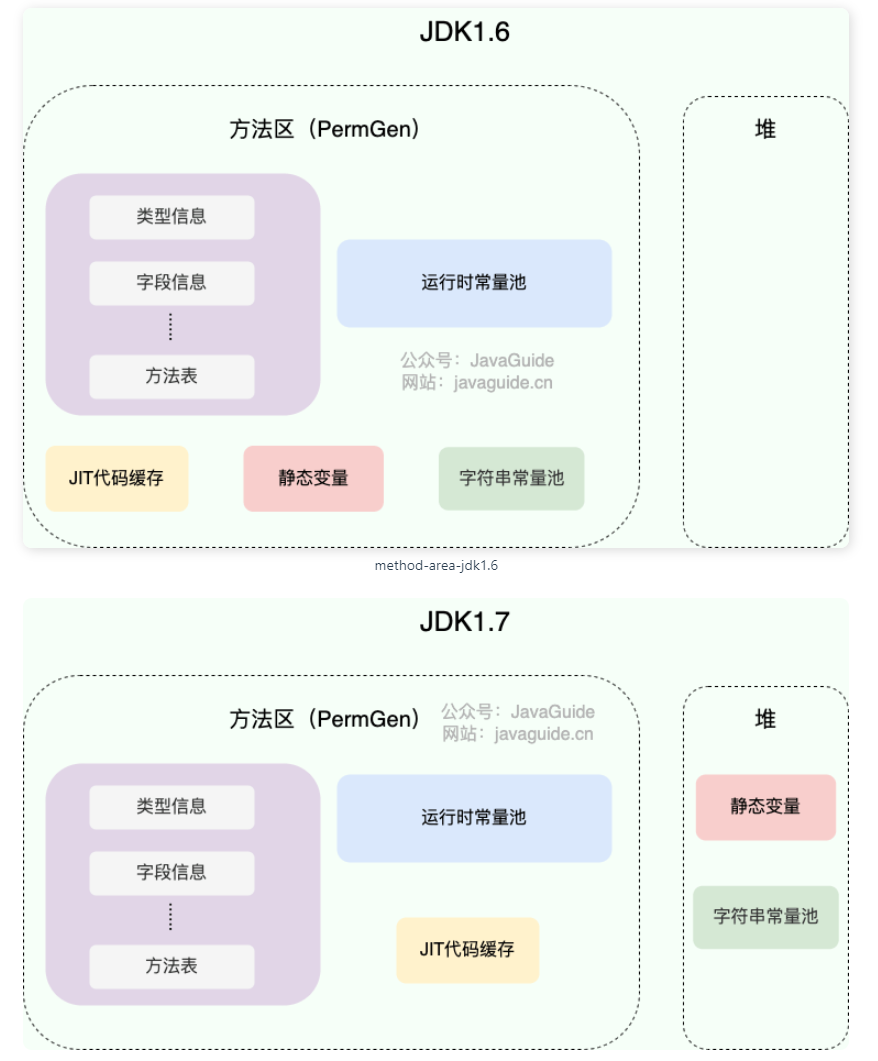 JDK1.6
方法区（PermGen）
堆
类型信息
字段信息
方法表
运行时常量池
公众号：JavaGuide
网站：javaguide.cn
JIT代码缓存
静态变量
字符串常量池
method-area-jdk1.6
JDK1.7
方法区（PermGen）
公众号：JavaGuide
网站：javaguide.cn
堆
类型信息
字段信息
方法表
运行时常量池
JIT代码缓存
静态变量
字符串常量池